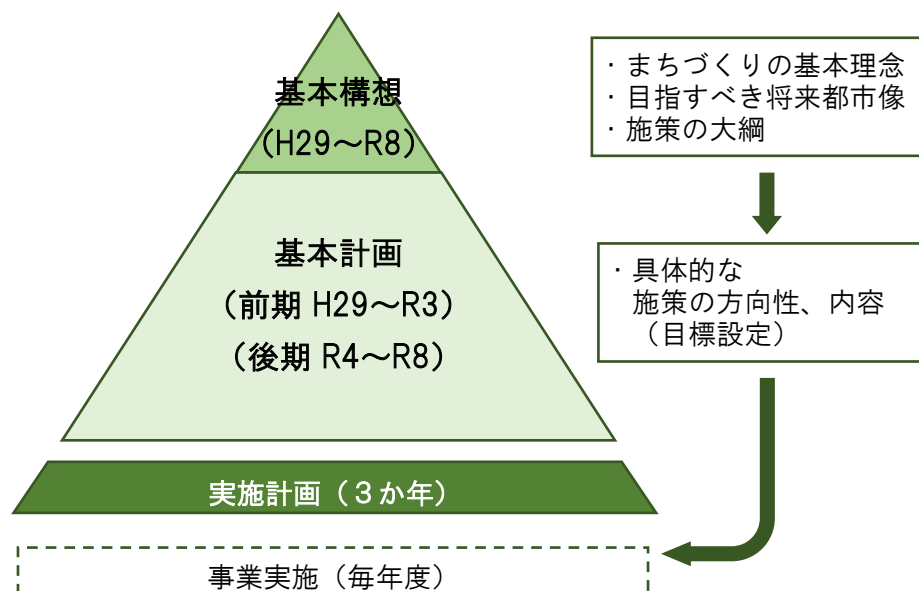 基本構想
(H29～R8)
・まちづくりの基本理念
・目指すべき将来都市像
・施策の大綱
基本計画
(前期 H29～R3)
(後期 R4～R8)
・具体的な
施策の方向性、内容
(目標設定)
実施計画(３か年)
事業実施(毎年度)